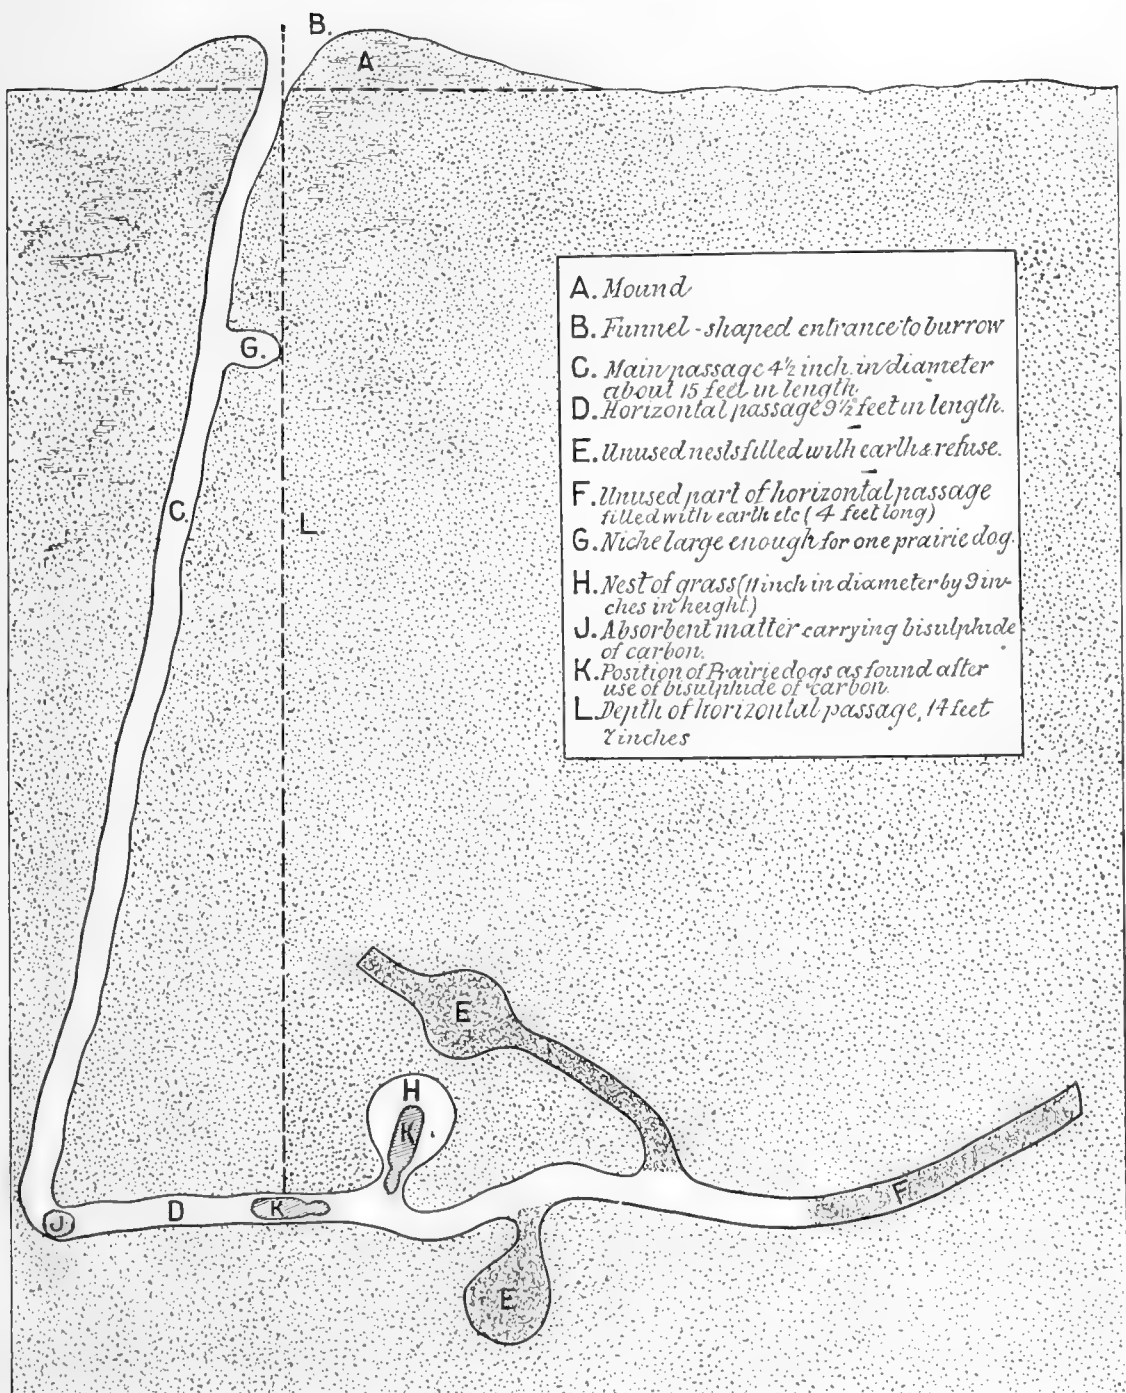 B.
A
A. Mound
B. Funnel-shaped entrance to burrow
C. Main passage 4½ inch in diameter
about 15 feet in length
D. Horizontal passage 9½ feet in length.
E. Unused nests filled with earth & refuse.
F. Unused part of horizontal passage
filled with earth etc (4 feet long)
G. Niche large enough for one prairie dog.
H. Nest of grass (11 inch in diameter by 9 in-
ches in height.)
J. Absorbent matter carrying bisulphide
of carbon.
K. Position of Prairie dogs as found after
use of bisulphide of carbon.
L. Depth of horizontal passage, 14 feet
7 inches
G.
C.
L.
E
H
K
F
J
D
K
E